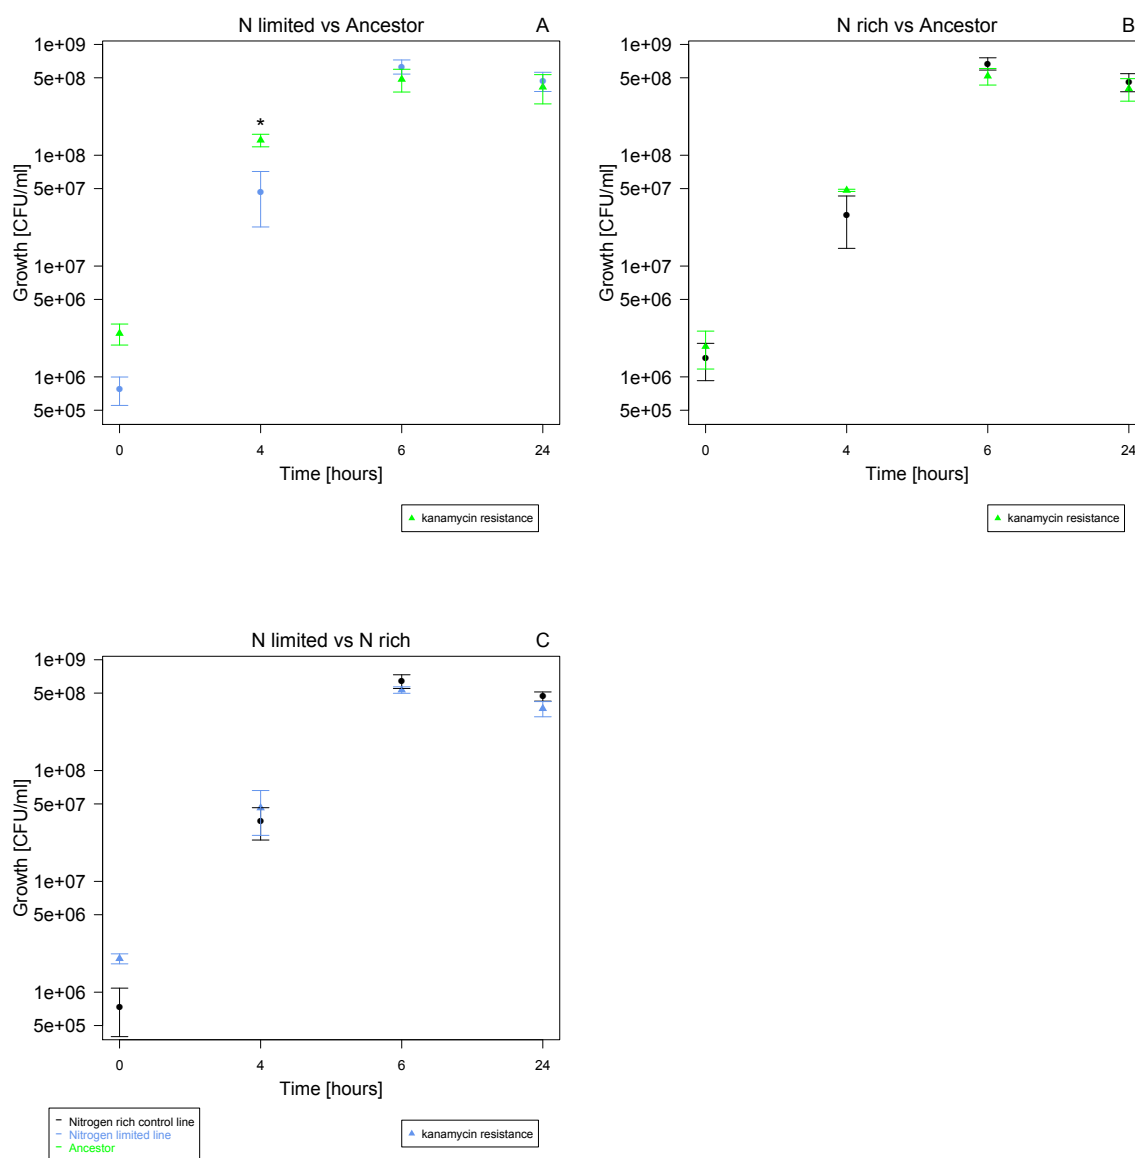 N limited vs Ancestor A
Growth [CFU/ml]
1e+09
5e+08
1e+08
5e+07
1e+07
5e+06
1e+06
5e+05
*
0 4 6 24
Time [hours]
kanamycin resistance
N rich vs Ancestor B
Growth [CFU/ml]
1e+09
5e+08
1e+08
5e+07
1e+07
5e+06
1e+06
5e+05
0 4 6 24
Time [hours]
kanamycin resistance
N limited vs N rich C
Growth [CFU/ml]
1e+09
5e+08
1e+08
5e+07
1e+07
5e+06
1e+06
5e+05
0 4 6 24
Time [hours]
Nitrogen rich control line
Nitrogen limited line
Ancestor
kanamycin resistance